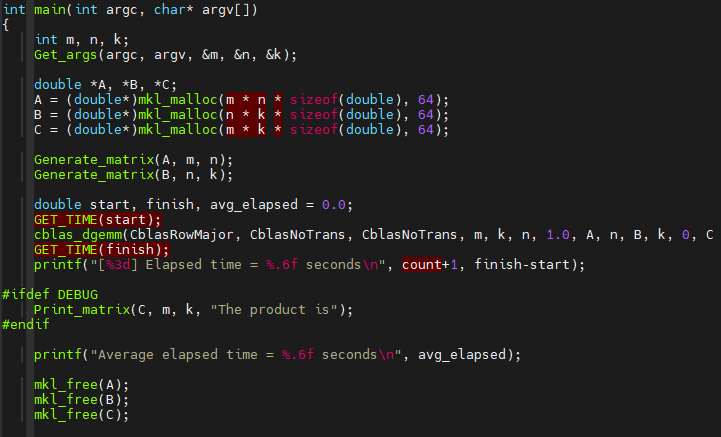 int main(int argc, char* argv[])
{
    int m, n, k;
    Get_args(argc, argv, &m, &n, &k);

    double *A, *B, *C;
    A = (double*)mkl_malloc(m * n * sizeof(double), 64);
    B = (double*)mkl_malloc(n * k * sizeof(double), 64);
    C = (double*)mkl_malloc(m * k * sizeof(double), 64);

    Generate_matrix(A, m, n);
    Generate_matrix(B, n, k);

    double start, finish, avg_elapsed = 0.0;
    GET_TIME(start);
    cblas_dgemm(CblasRowMajor, CblasNoTrans, CblasNoTrans, m, k, n, 1.0, A, n, B, k, 0, C
    GET_TIME(finish);
    printf("[%3d] Elapsed time = %.6f seconds\n", count+1, finish-start);

#ifdef DEBUG
    Print_matrix(C, m, k, "The product is");
#endif

    printf("Average elapsed time = %.6f seconds\n", avg_elapsed);

    mkl_free(A);
    mkl_free(B);
    mkl_free(C);